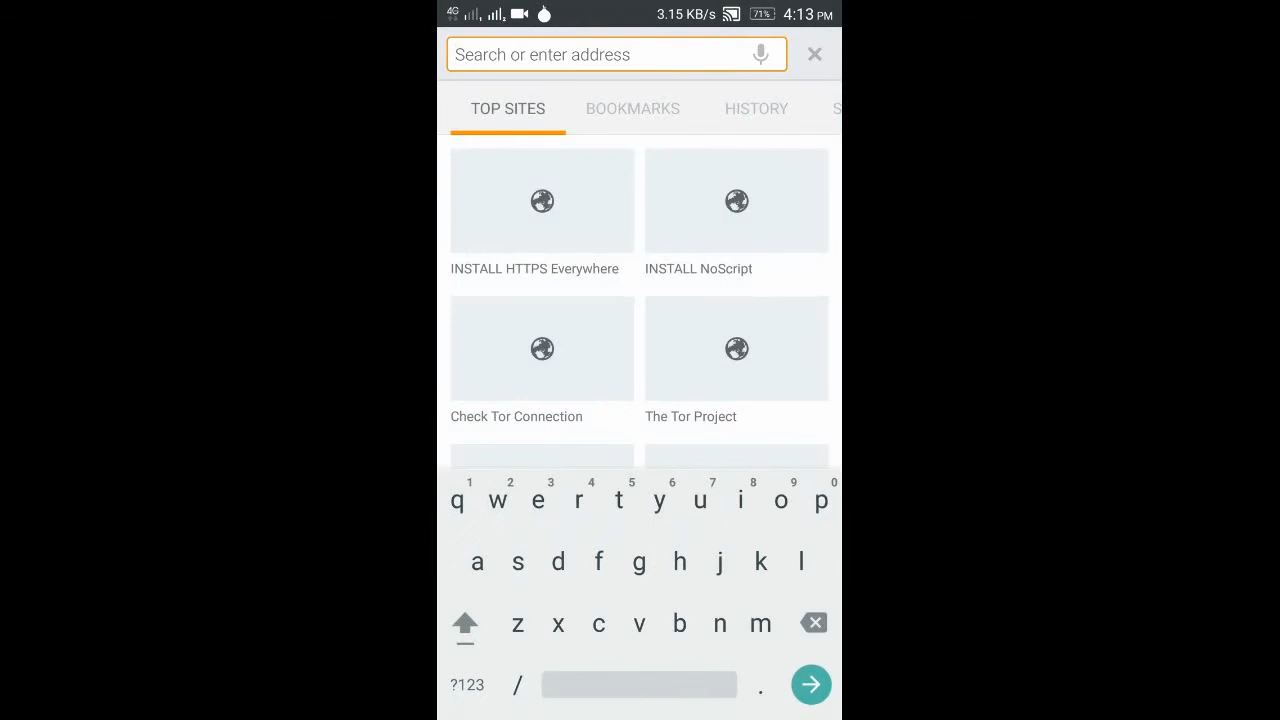 4G 3.15 KB/s 71% 4:13 PM
Search or enter address
TOP SITES BOOKMARKS HISTORY S
INSTALL HTTPS Everywhere INSTALL NoScript
Check Tor Connection The Tor Project
1 2 3 4 5 6 7 8 9 0
q w e r t y u i o p
a s d f g h j k l
z x c v b n m
?123 / .